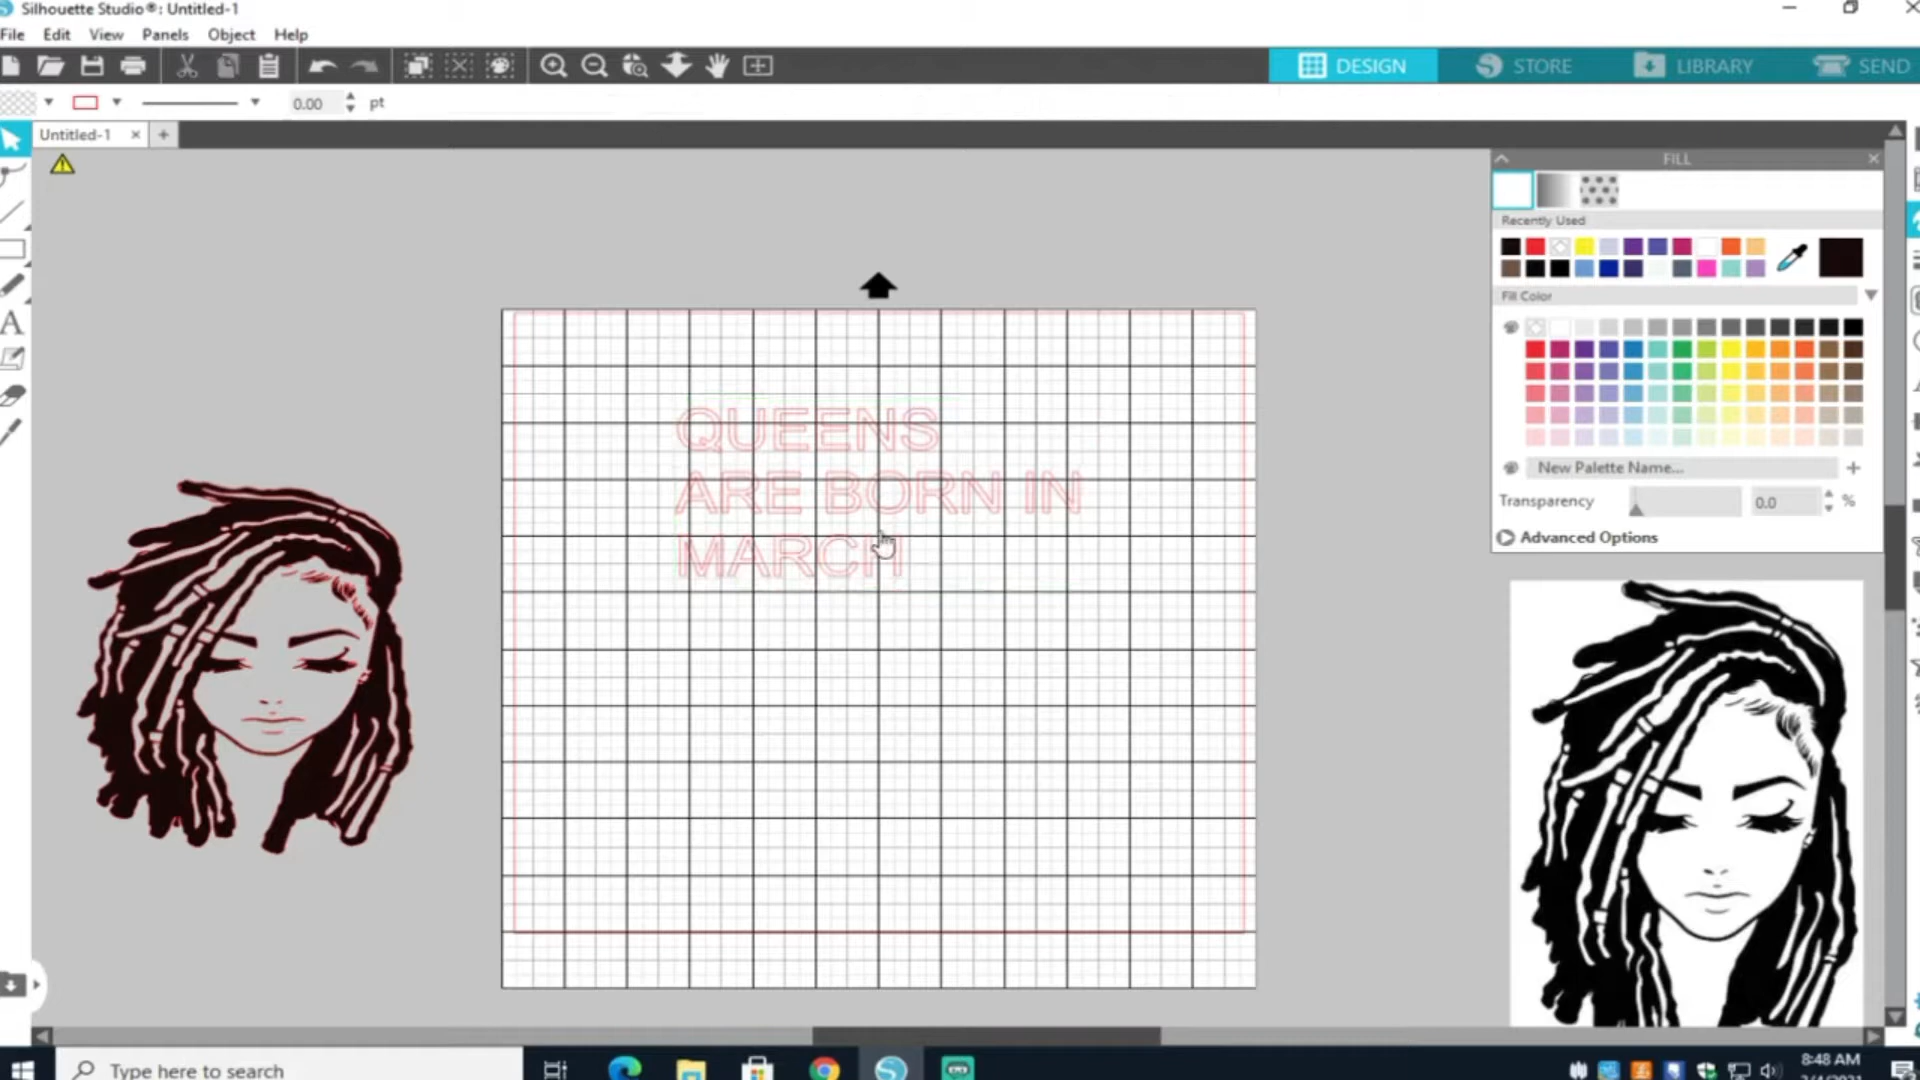 Silhouette Studio®: Untitled-1
File Edit View Panels Object Help
DESIGN STORE LIBRARY SEND
0.00 pt
Untitled-1
FILL
Recently Used
Fill Color
New Palette Name...
Transparency 0.0 %
Advanced Options
QUEENS
ARE BORN IN
MARCH
Type here to search
8:48 AM